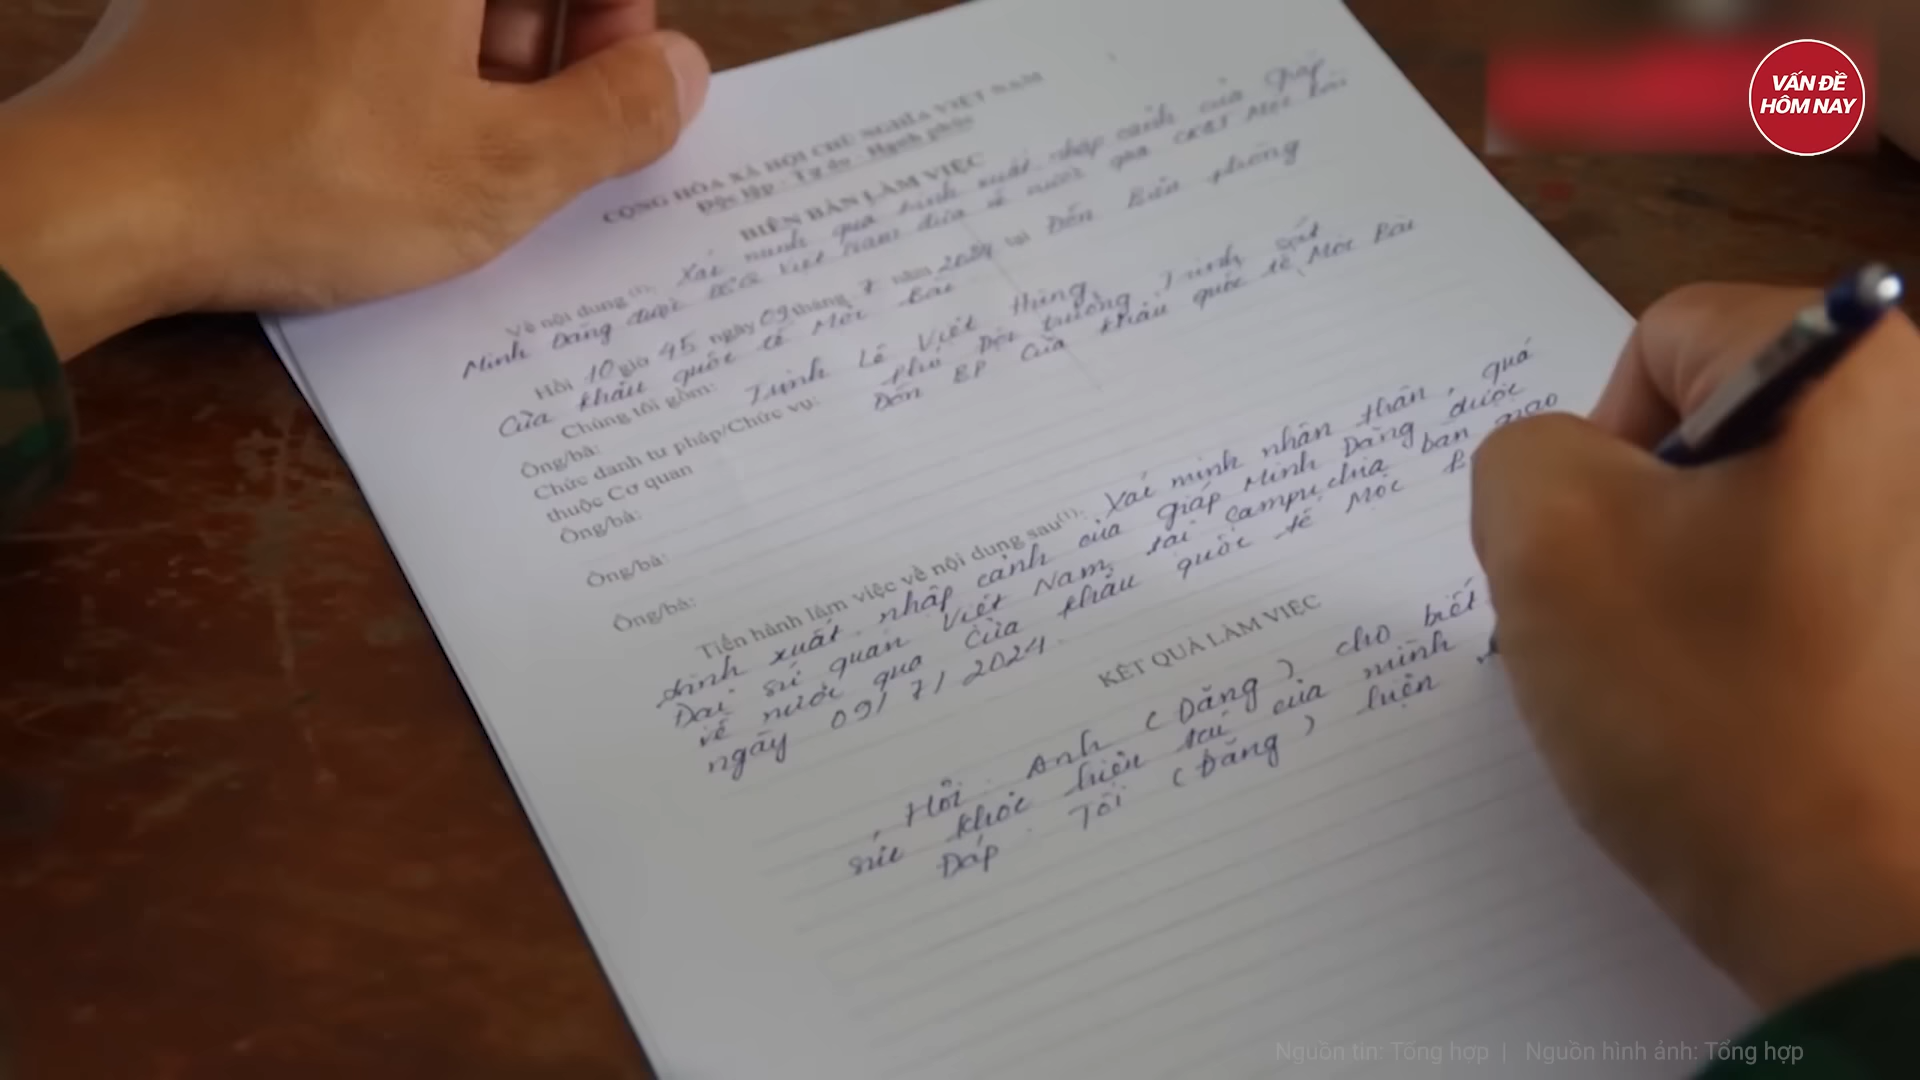 VẤN ĐỀ
HÔM NAY
CỘNG HÒA XÃ HỘI CHỦ NGHĨA VIỆT NAM
Độc lập - Tự do - Hạnh phúc
BIÊN BẢN LÀM VIỆC
Về nội dung (1): Xác minh quá trình xuất nhập cảnh của Giáp
Minh Đăng được ĐSQ Việt Nam đưa về nước qua CKQT Mộc Bài
Hồi 10 giờ 45 ngày 09 tháng 7 năm 2024 tại Đồn Biên phòng
Cửa khẩu quốc tế Mộc Bài
Chúng tôi gồm:
Ông/bà: Trịnh Lê Việt Hùng
Chức danh tư pháp/Chức vụ: Phó Đội trưởng Trinh sát
thuộc Cơ quan Đồn BP Cửa khẩu quốc tế Mộc Bài
Ông/bà:
Ông/bà:
Ông/bà:
Tiến hành làm việc về nội dung sau(1): Xác minh nhân thân, quá
trình xuất nhập cảnh của Giáp Minh Đăng được
Đại sứ quán Việt Nam tại Campuchia bàn giao
về nước qua Cửa khẩu quốc tế Mộc
ngày 09/7/2024.
KẾT QUẢ LÀM VIỆC
Hỏi: Anh (Đăng) cho biết
sức khỏe hiện tại của mình
Đáp: Tôi (Đăng) hiện
Nguồn tin: Tổng hợp | Nguồn hình ảnh: Tổng hợp